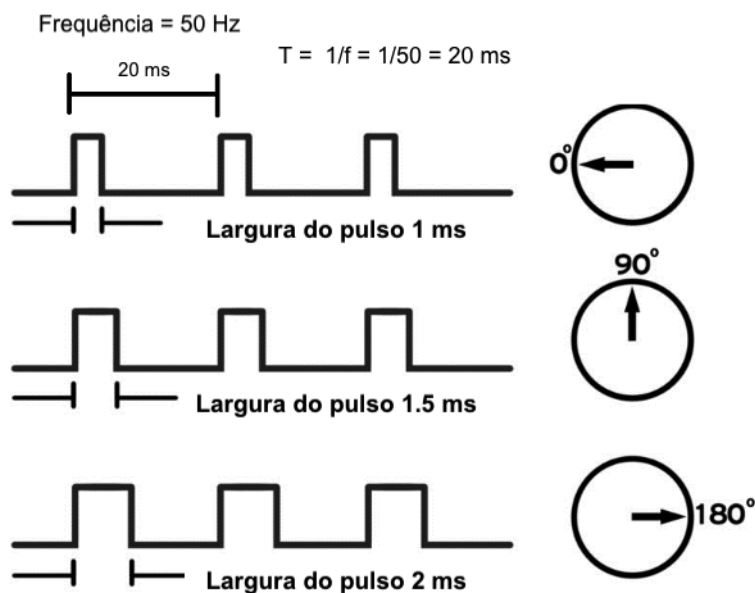 Frequência = 50 Hz
T = 1/f = 1/50 = 20 ms
20 ms
0°
Largura do pulso 1 ms
90°
Largura do pulso 1.5 ms
180°
Largura do pulso 2 ms